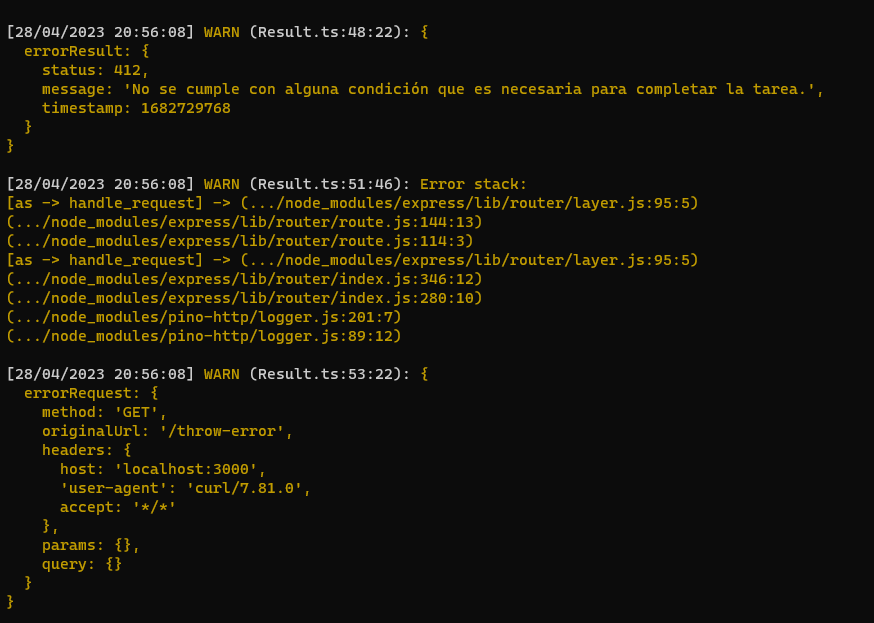 [28/04/2023 20:56:08] WARN (Result.ts:48:22): {
  errorResult: {
    status: 412,
    message: 'No se cumple con alguna condición que es necesaria para completar la tarea.',
    timestamp: 1682729768
  }
}
[28/04/2023 20:56:08] WARN (Result.ts:51:46): Error stack:
[as -> handle_request] -> (.../node_modules/express/lib/router/layer.js:95:5)
(.../node_modules/express/lib/router/route.js:144:13)
(.../node_modules/express/lib/router/route.js:114:3)
[as -> handle_request] -> (.../node_modules/express/lib/router/layer.js:95:5)
(.../node_modules/express/lib/router/index.js:346:12)
(.../node_modules/express/lib/router/index.js:280:10)
(.../node_modules/pino-http/logger.js:201:7)
(.../node_modules/pino-http/logger.js:89:12)
[28/04/2023 20:56:08] WARN (Result.ts:53:22): {
  errorRequest: {
    method: 'GET',
    originalUrl: '/throw-error',
    headers: {
      host: 'localhost:3000',
      'user-agent': 'curl/7.81.0',
      accept: '*/*'
    },
    params: {},
    query: {}
  }
}